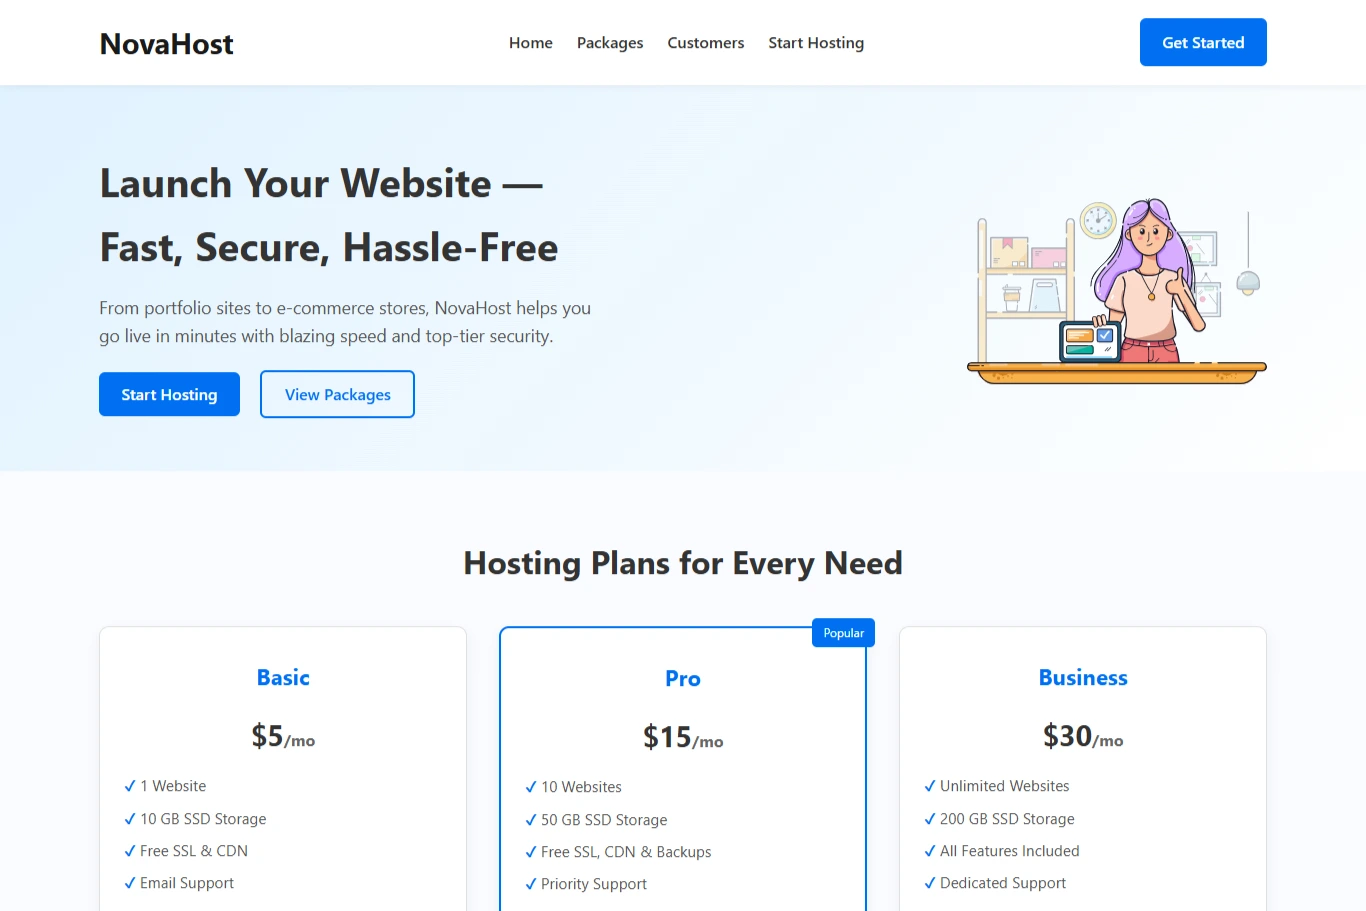 NovaHost
Home Packages Customers Start Hosting
Get Started
Launch Your Website —
Fast, Secure, Hassle-Free
From portfolio sites to e-commerce stores, NovaHost helps you
go live in minutes with blazing speed and top-tier security.
Start Hosting
View Packages
Hosting Plans for Every Need
Basic
$5/mo
✓ 1 Website
✓ 10 GB SSD Storage
✓ Free SSL & CDN
✓ Email Support
Popular
Pro
$15/mo
✓ 10 Websites
✓ 50 GB SSD Storage
✓ Free SSL, CDN & Backups
✓ Priority Support
Business
$30/mo
✓ Unlimited Websites
✓ 200 GB SSD Storage
✓ All Features Included
✓ Dedicated Support